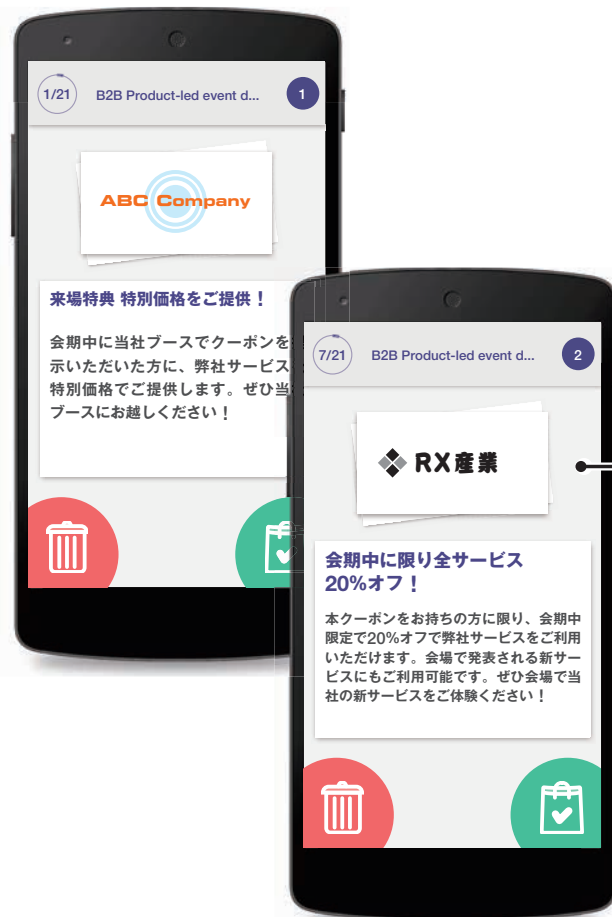 1/21
B2B Product-led event d...
1
ABC Company
来場特典 特別価格をご提供！
会期中に当社ブースでクーポンを
示いただいた方に、弊社サービス
特別価格でご提供します。ぜひ当
ブースにお越しください！
7/21
B2B Product-led event d...
2
RX産業
会期中に限り全サービス
20%オフ！
本クーポンをお持ちの方に限り、会期中
限定で20%オフで弊社サービスをご利用
いただけます。会場で発表される新サー
ビスにもご利用可能です。ぜひ会場で当
社の新サービスをご体験ください！